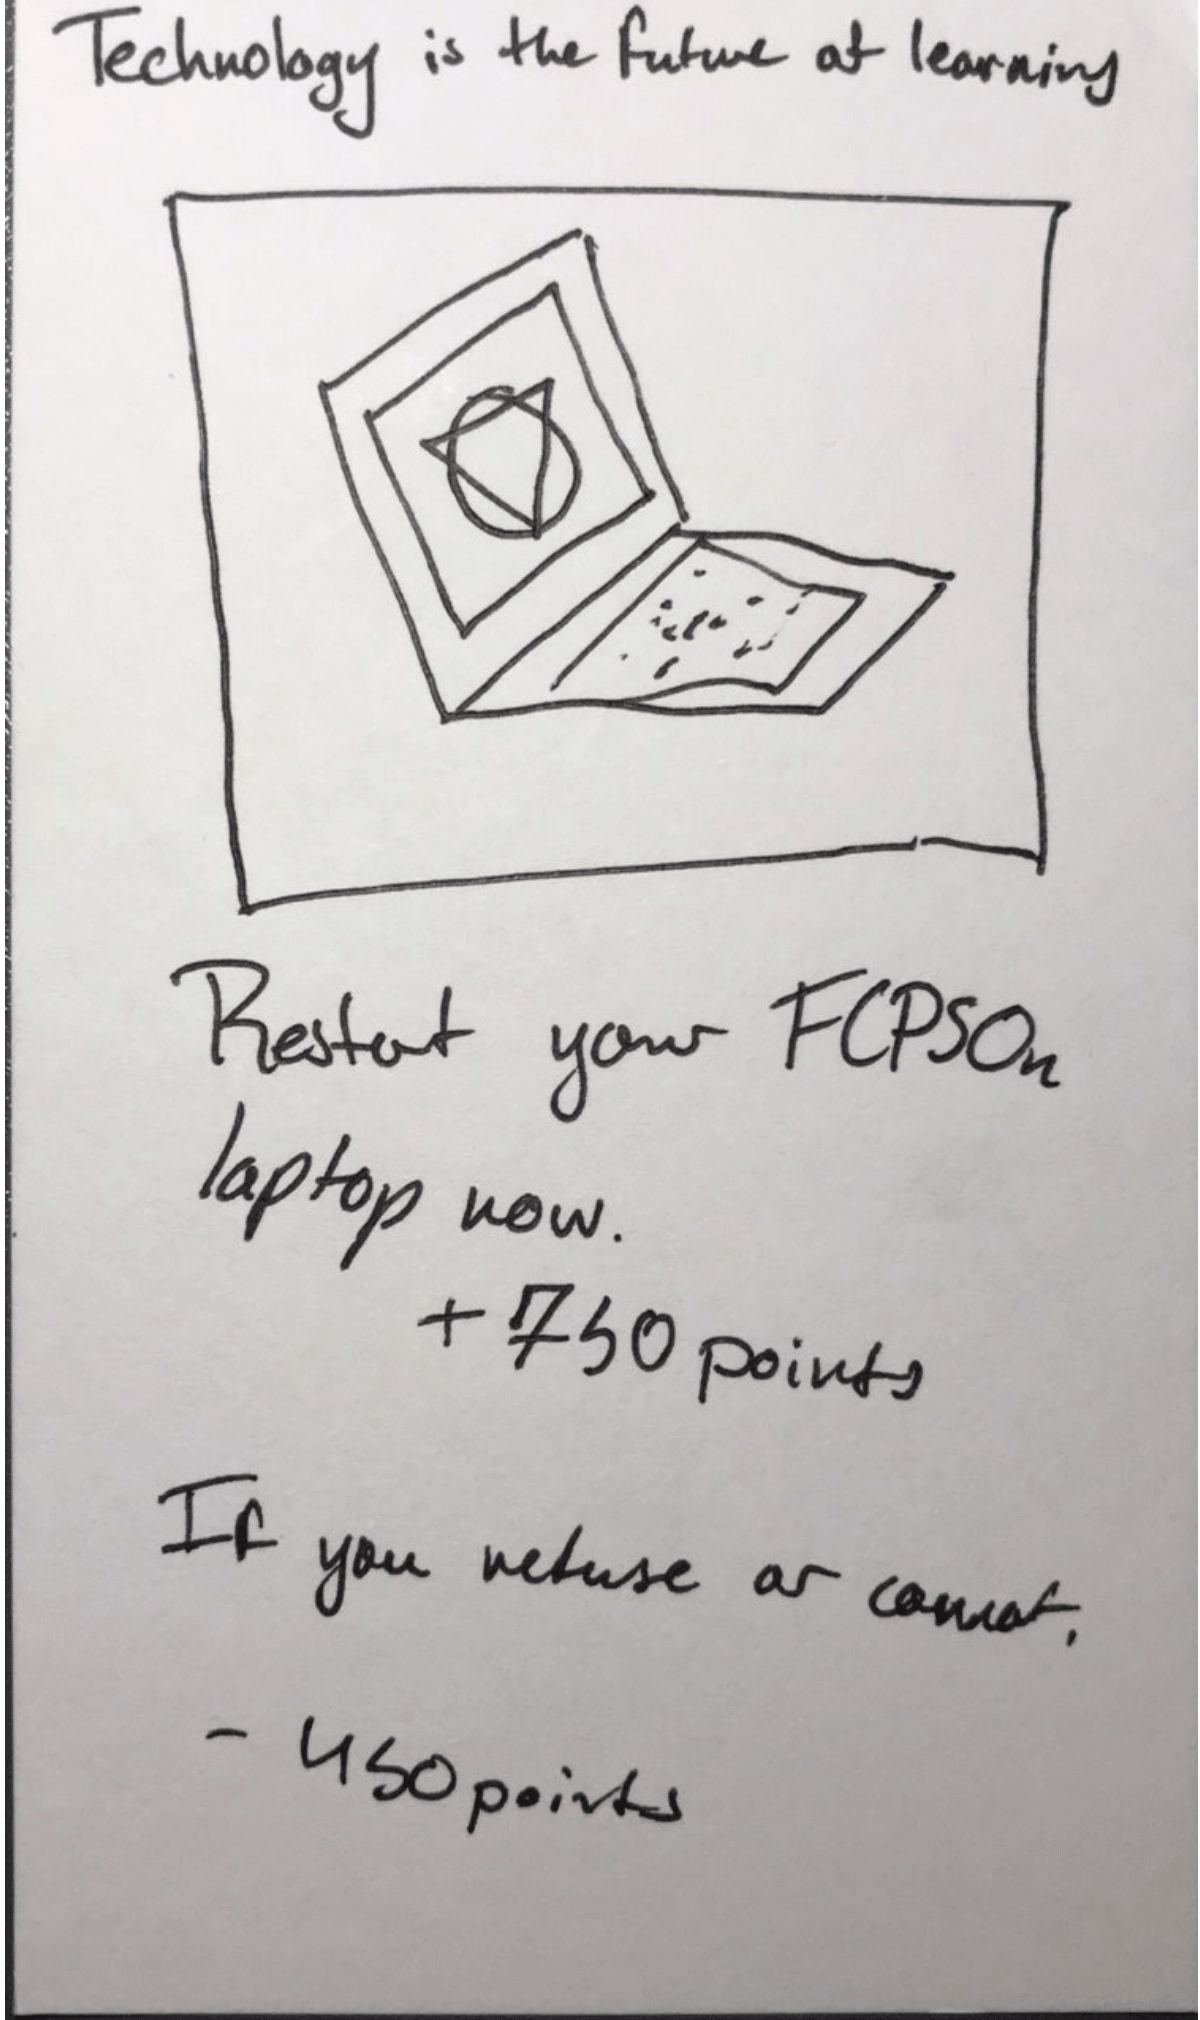 Technology is the future of learning
Restart your FCPSOn
laptop now.
+750 points
If you refuse or cannot,
- 450 points